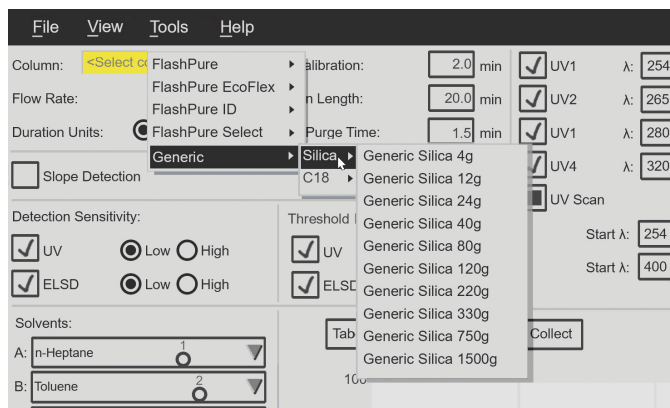 File View Tools Help
Column: <Select co
FlashPure
FlashPure EcoFlex
FlashPure ID
FlashPure Select
Generic
Silica
C18
Generic Silica 4g
Generic Silica 12g
Generic Silica 24g
Generic Silica 40g
Generic Silica 80g
Generic Silica 120g
Generic Silica 220g
Generic Silica 330g
Generic Silica 750g
Generic Silica 1500g
alibration: 2.0 min
Flow Rate:
n Length: 20.0 min
Duration Units:
Purge Time: 1.5 min
UV1 λ: 254
UV2 λ: 265
UV1 λ: 280
UV4 λ: 320
UV Scan
Start λ: 254
End λ: 400
Slope Detection
Detection Sensitivity:
UV Low High
ELSD Low High
Threshold
UV
ELSD
Solvents:
A: n-Heptane 1
B: Toluene 2
Tab
Collect
100